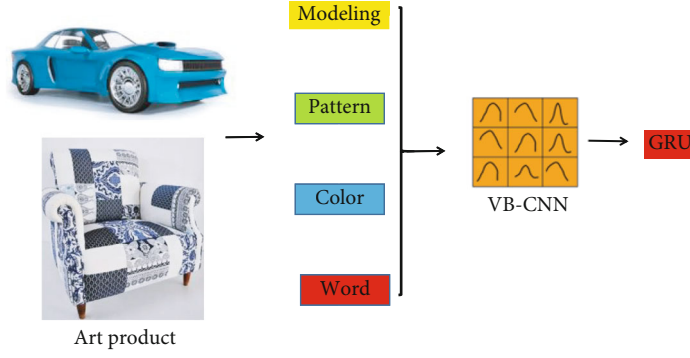 Modeling
Pattern
Color
Word
Art product
VB-CNN
GRU